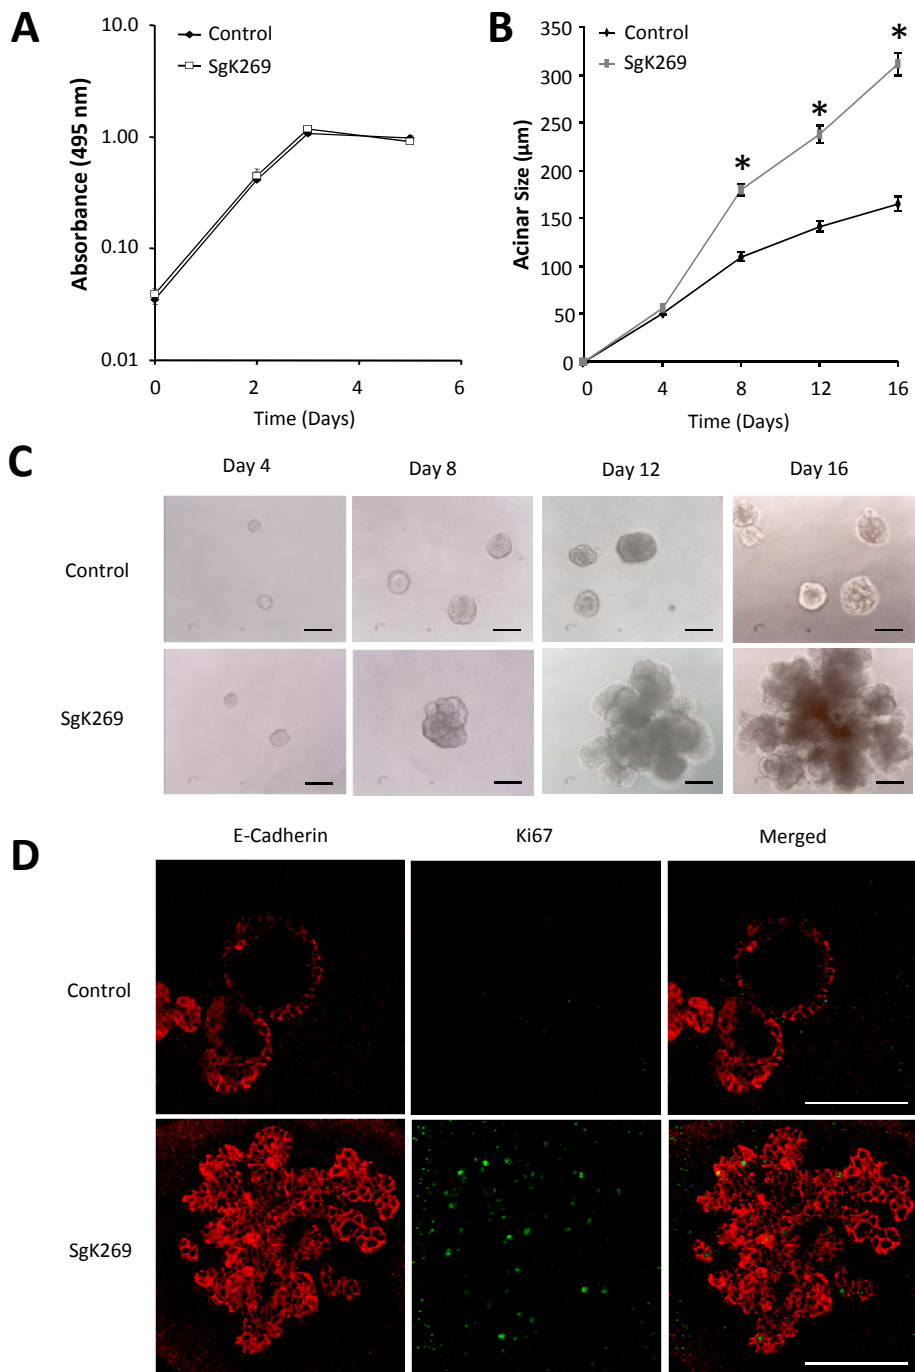 A
Control
SgK269
Absorbance (495 nm)
10.0
1.00
0.10
0.01
0
2
4
6
Time (Days)
B
Control
SgK269
Acinar Size (µm)
350
300
250
200
150
100
50
0
*
*
*
0
4
8
12
16
Time (Days)
C
Day 4
Day 8
Day 12
Day 16
Control
SgK269
D
E-Cadherin
Ki67
Merged
Control
SgK269